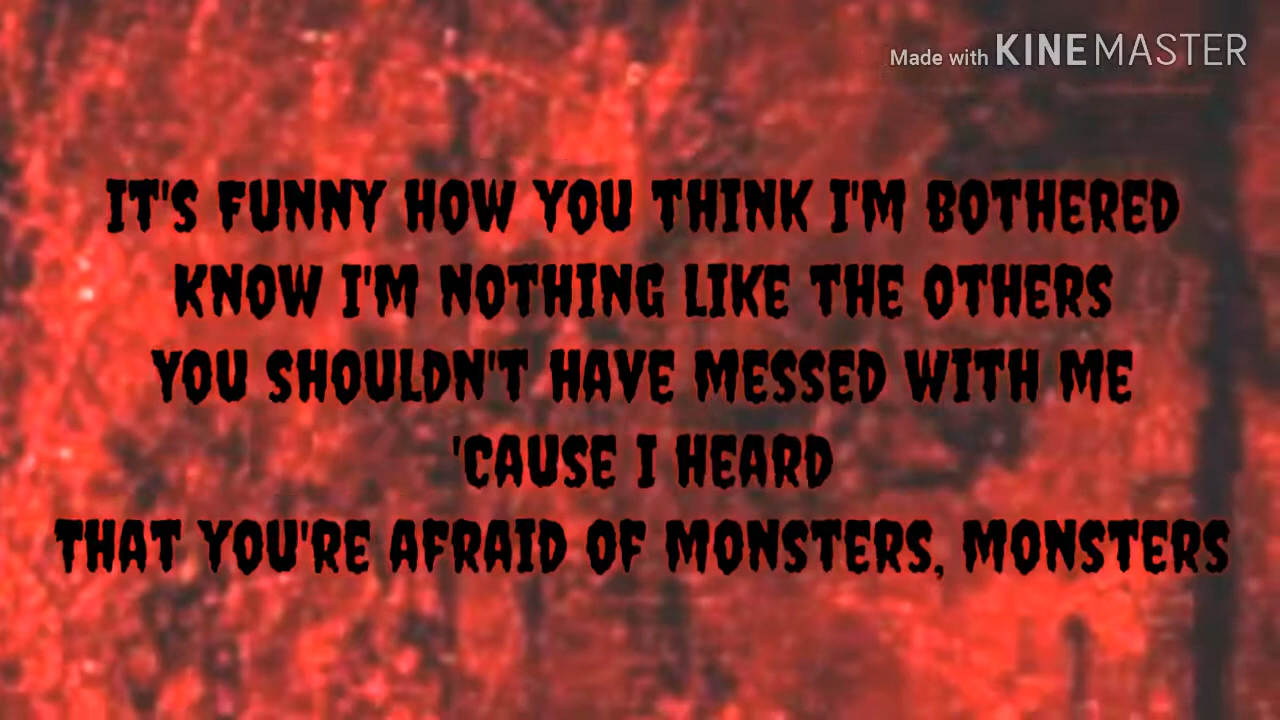 Made with KINEMASTER
IT'S FUNNY HOW YOU THINK I'M BOTHERED
KNOW I'M NOTHING LIKE THE OTHERS
YOU SHOULDN'T HAVE MESSED WITH ME
'CAUSE I HEARD
THAT YOU'RE AFRAID OF MONSTERS, MONSTERS